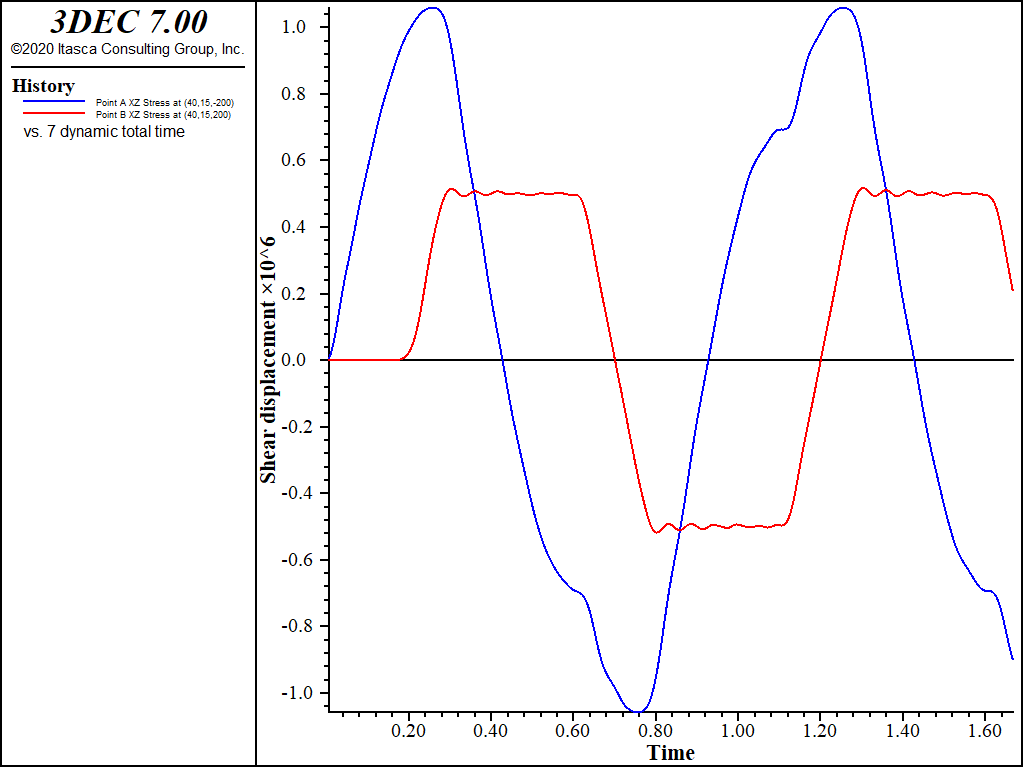 3DEC 7.00
©2020 Itasca Consulting Group, Inc.
History
Point A XZ Stress at (40,15,-200)
Point B XZ Stress at (40,15,200)
vs. 7 dynamic total time
Shear displacement ×10^6
1.0
0.8
0.6
0.4
0.2
0.0
-0.2
-0.4
-0.6
-0.8
-1.0
0.20 0.40 0.60 0.80 1.00 1.20 1.40 1.60
Time